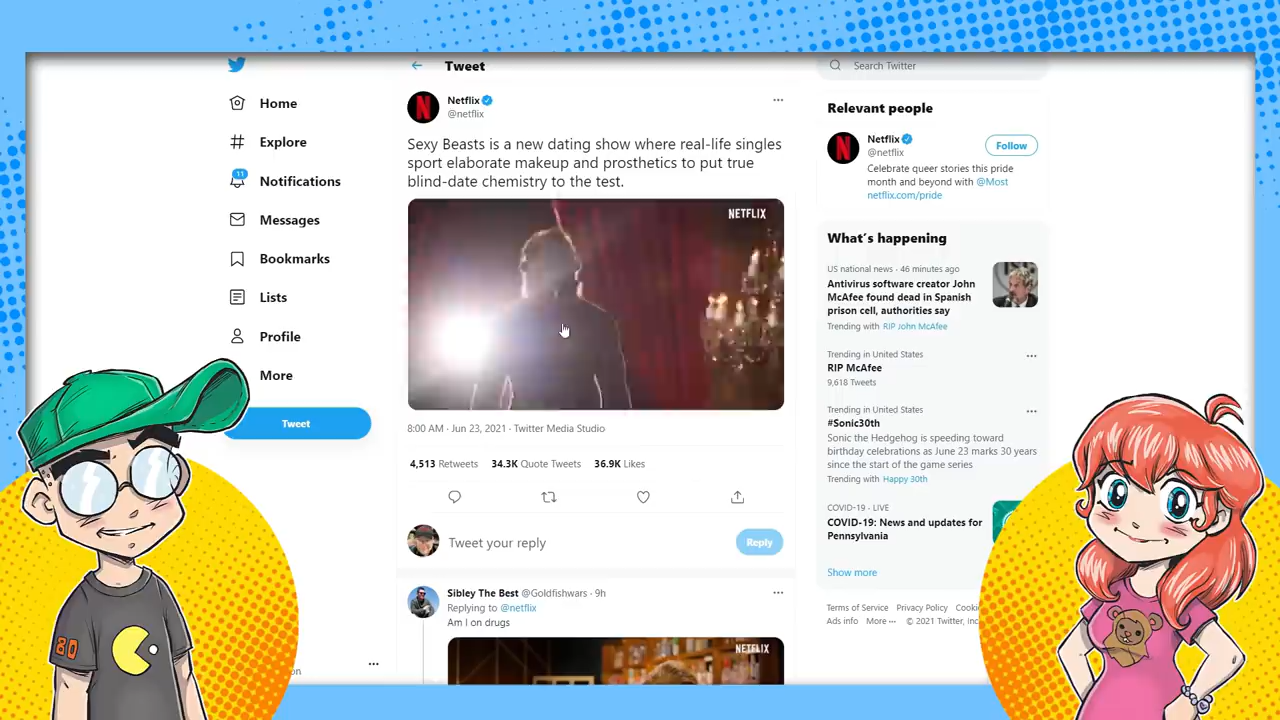 Home
Explore
11
Notifications
Messages
Bookmarks
Lists
Profile
More
Tweet
Tweet
Netflix
@netflix
Sexy Beasts is a new dating show where real-life singles
sport elaborate makeup and prosthetics to put true
blind-date chemistry to the test.
NETFLIX
8:00 AM · Jun 23, 2021 · Twitter Media Studio
4,513 Retweets 34.3K Quote Tweets 36.9K Likes
Tweet your reply
Reply
Sibley The Best @Goldfishwars · 9h
Replying to @netflix
Am I on drugs
NETFLIX
Search Twitter
Relevant people
Netflix
@netflix
Follow
Celebrate queer stories this pride
month and beyond with @Most
netflix.com/pride
What's happening
US national news · 46 minutes ago
Antivirus software creator John
McAfee found dead in Spanish
prison cell, authorities say
Trending with RIP John McAfee
Trending in United States
RIP McAfee
9,618 Tweets
Trending in United States
#Sonic30th
Sonic the Hedgehog is speeding toward
birthday celebrations as June 23 marks 30 years
since the start of the game series
Trending with Happy 30th
COVID-19 · LIVE
COVID-19: News and updates for
Pennsylvania
Show more
Terms of Service Privacy Policy Cooki
Ads info More ··· © 2021 Twitter, Inc
80
on